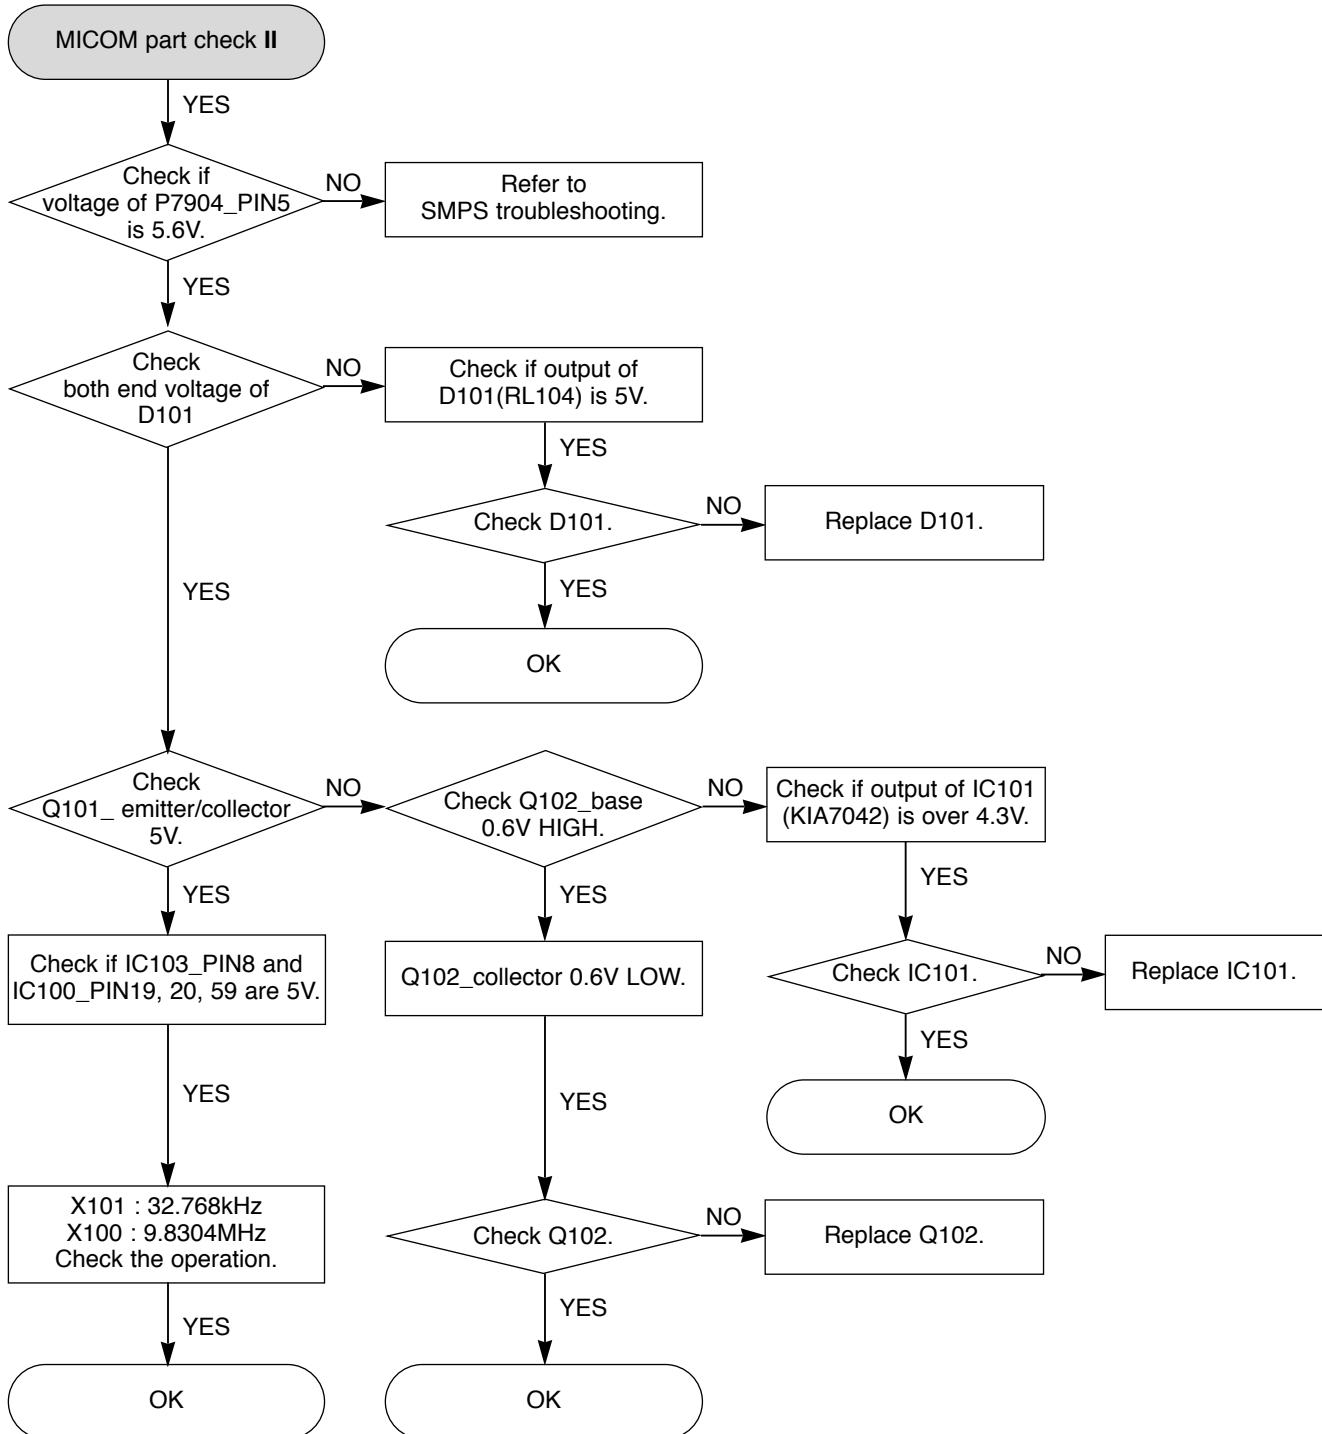 MICOM part check II
YES
Check if
voltage of P7904_PIN5
is 5.6V.
NO
Refer to
SMPS troubleshooting.
YES
Check
both end voltage of
D101
NO
Check if output of
D101(RL104) is 5V.
YES
Check D101.
NO
Replace D101.
YES
YES
OK
Check
Q101_ emitter/collector
5V.
NO
Check Q102_base
0.6V HIGH.
NO
Check if output of IC101
(KIA7042) is over 4.3V.
YES
YES
YES
Check if IC103_PIN8 and
IC100_PIN19, 20, 59 are 5V.
Q102_collector 0.6V LOW.
Check IC101.
NO
Replace IC101.
YES
YES
YES
OK
X101 : 32.768kHz
X100 : 9.8304MHz
Check the operation.
Check Q102.
NO
Replace Q102.
YES
YES
OK
OK